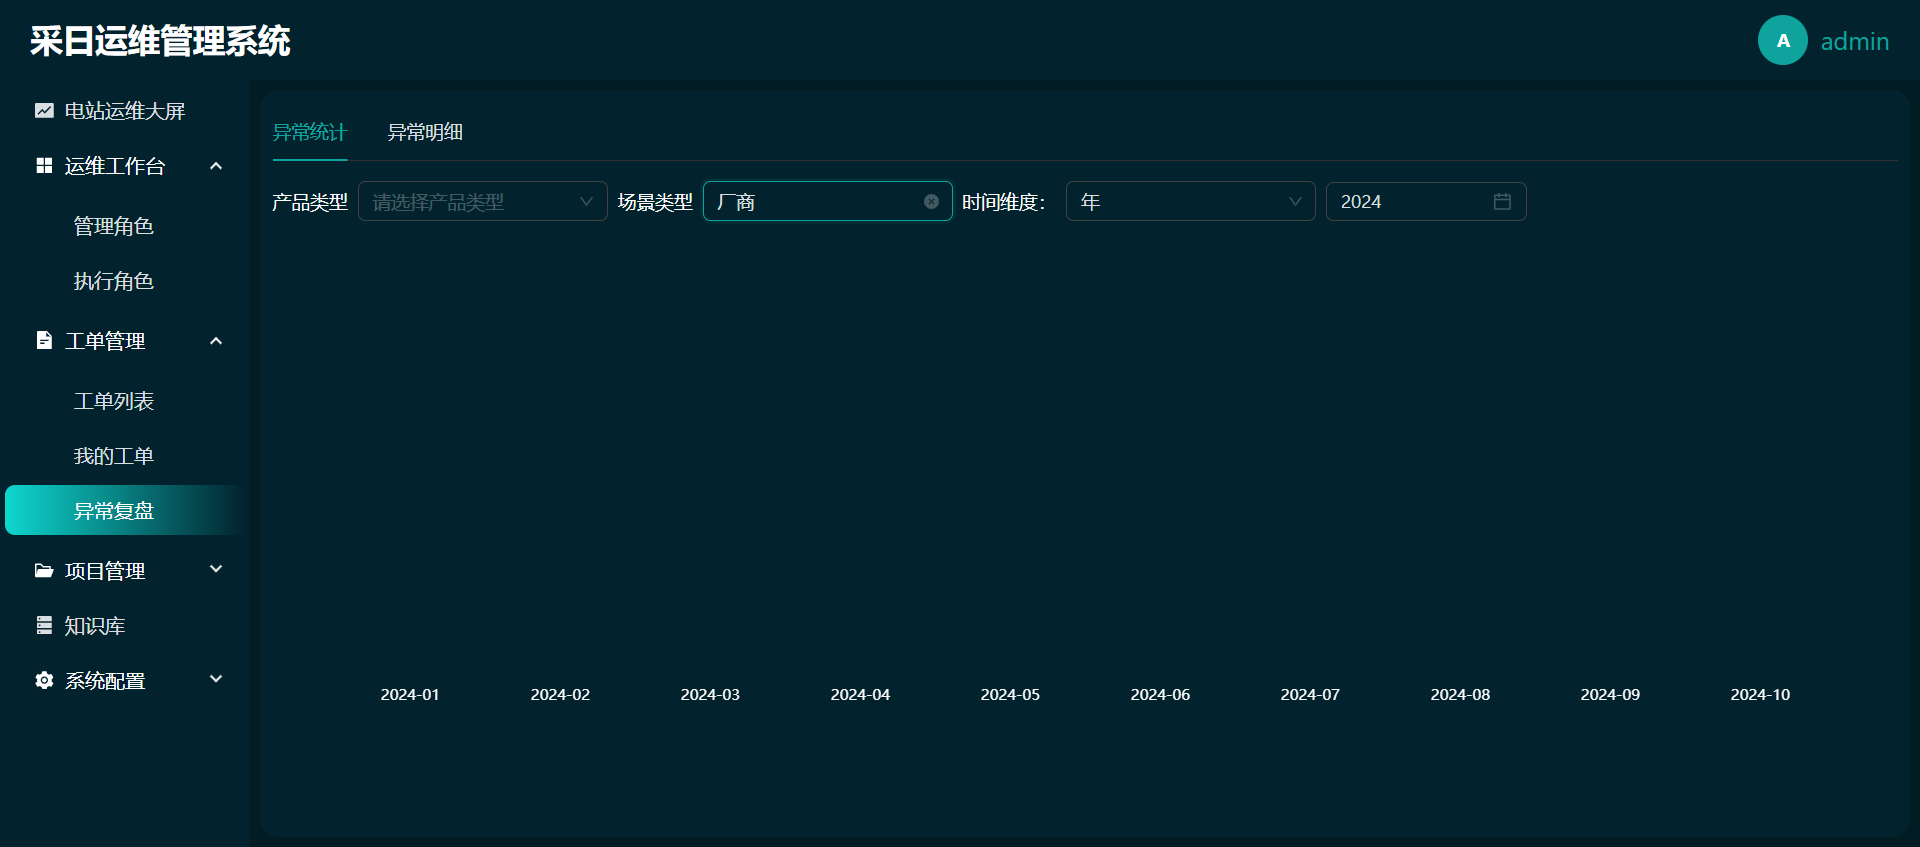 采日运维管理系统
A admin
电站运维大屏
运维工作台
管理角色
执行角色
工单管理
工单列表
我的工单
异常复盘
项目管理
知识库
系统配置
异常统计 异常明细
产品类型 请选择产品类型 场景类型 厂商 时间维度： 年 2024
2024-01 2024-02 2024-03 2024-04 2024-05 2024-06 2024-07 2024-08 2024-09 2024-10